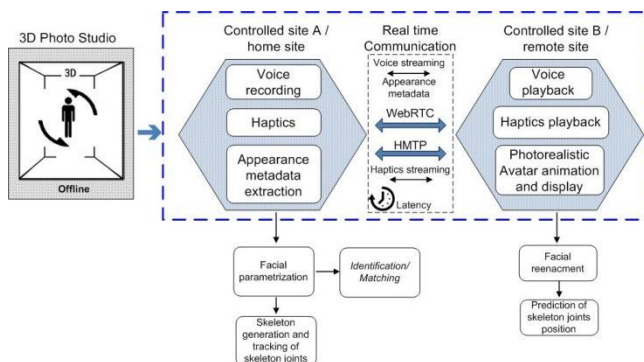 3D Photo Studio
3D
Offline
Controlled site A /
home site
Voice
recording
Haptics
Appearance
metadata
extraction
Real time
Communication
Voice streaming
Appearance
metadata
WebRTC
HMTP
Haptics streaming
Latency
Controlled site B /
remote site
Voice
playback
Haptics playback
Photorealistic
Avatar animation
and display
Facial
parametrization
Identification/
Matching
Skeleton
generation and
tracking of
skeleton joints
Facial
reenacment
Prediction of
skeleton joints
position